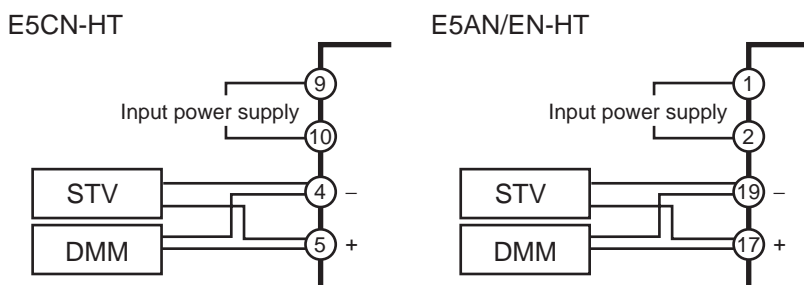 E5CN-HT
9
Input power supply
10
STV
4 −
DMM
5 +
E5AN/EN-HT
1
Input power supply
2
STV
19 −
DMM
17 +